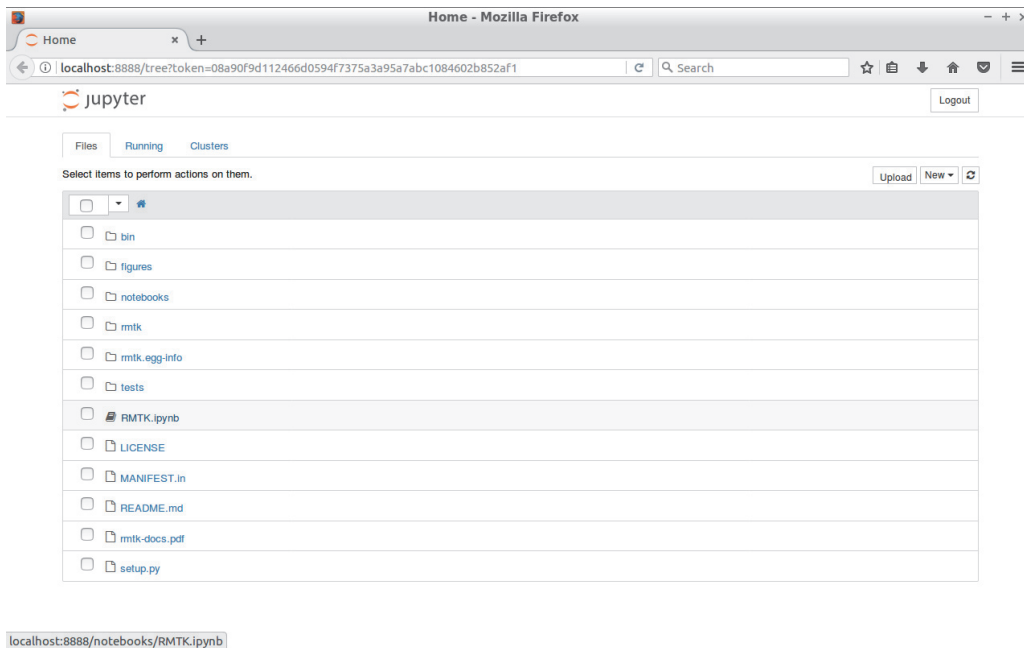 Home - Mozilla Firefox
Home
localhost:8888/tree?token=08a90f9d112466d0594f7375a3a95a7abc1084602b852af1
Search
jupyter
Logout
Files Running Clusters
Select items to perform actions on them.
Upload New
bin
figures
notebooks
rmtk
rmtk.egg-info
tests
RMTK.ipynb
LICENSE
MANIFEST.in
README.md
rmtk-docs.pdf
setup.py
localhost:8888/notebooks/RMTK.ipynb